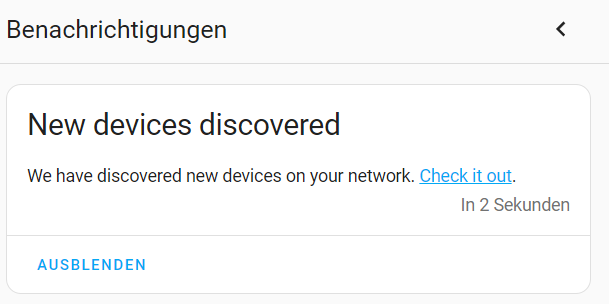 Benachrichtigungen
New devices discovered
We have discovered new devices on your network. Check it out.
In 2 Sekunden
AUSBLENDEN